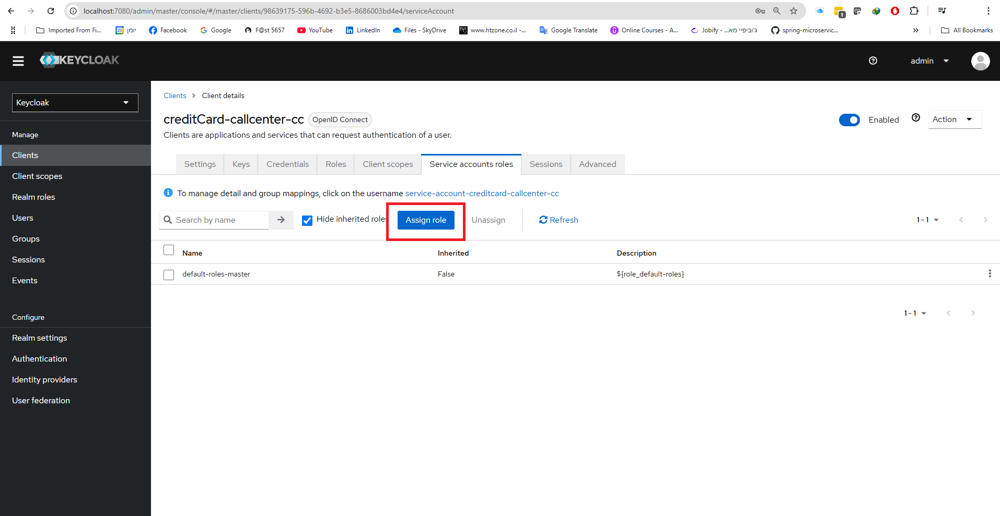 localhost:7080/admin/master/console/#/master/clients/98639175-596b-4692-b3e5-8686003bd4e4/serviceAccount
1
Imported From Fi...
23 יומן
Facebook
Google
F@st 5657
YouTube
LinkedIn
Files - SkyDrive
www.htzone.co.il -...
Google Translate
Online Courses - A...
Jobify - ...ג'וביפיי מא
spring-microservic...
All Bookmarks
KEYCLOAK
admin
Keycloak
Manage
Clients
Client scopes
Realm roles
Users
Groups
Sessions
Events
Configure
Realm settings
Authentication
Identity providers
User federation
Clients > Client details
creditCard-callcenter-cc OpenID Connect
Enabled
Action
Clients are applications and services that can request authentication of a user.
Settings Keys Credentials Roles Client scopes Service accounts roles Sessions Advanced
To manage detail and group mappings, click on the username service-account-creditcard-callcenter-cc
Search by name
Hide inherited roles
Assign role
Unassign
Refresh
1 - 1
Name Inherited Description
default-roles-master False ${role_default-roles}
1 - 1